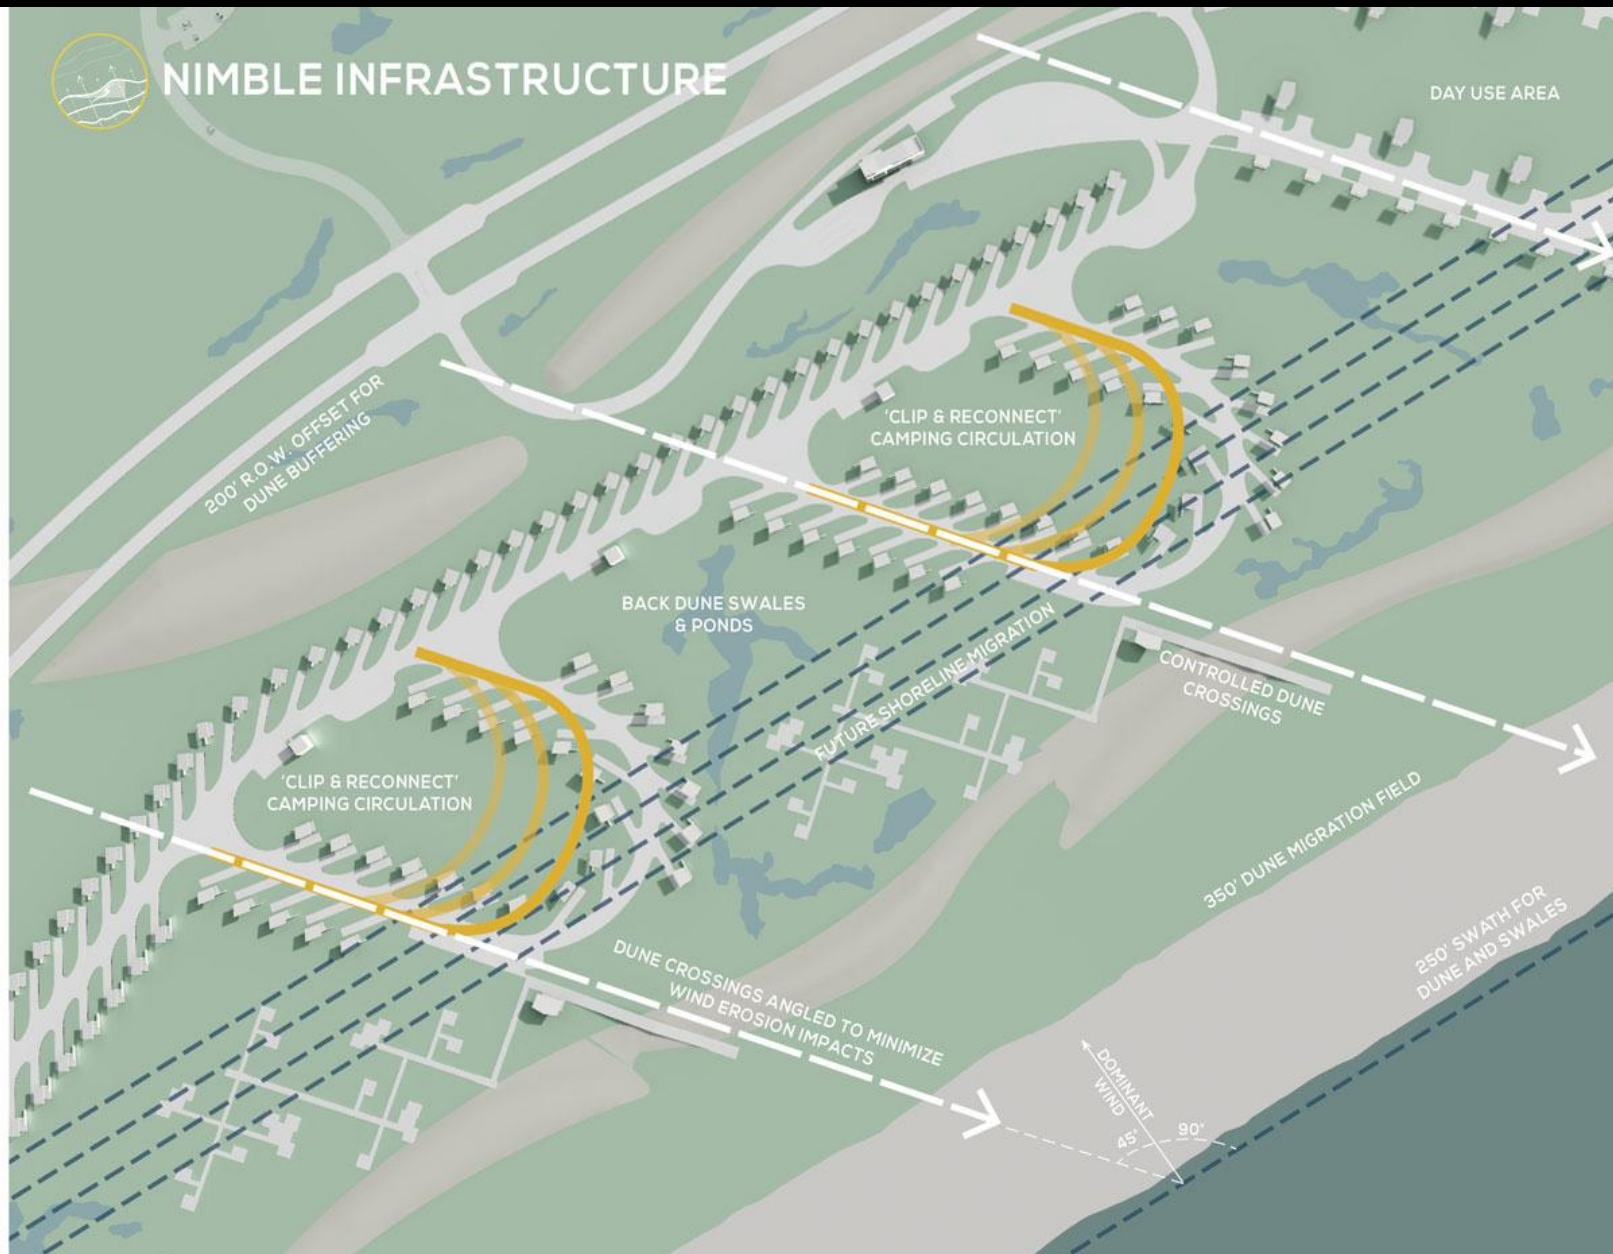 NIMBLE INFRASTRUCTURE
DAY USE AREA
200' R.O.W. OFFSET FOR
DUNE BUFFERING
'CLIP & RECONNECT'
CAMPING CIRCULATION
BACK DUNE SWALES
& PONDS
FUTURE SHORELINE MIGRATION
CONTROLLED DUNE
CROSSINGS
'CLIP & RECONNECT'
CAMPING CIRCULATION
350' DUNE MIGRATION FIELD
250' SWATH FOR
DUNE AND SWALES
DUNE CROSSINGS ANGLED TO MINIMIZE
WIND EROSION IMPACTS
DOMINANT
WIND
45°
90°